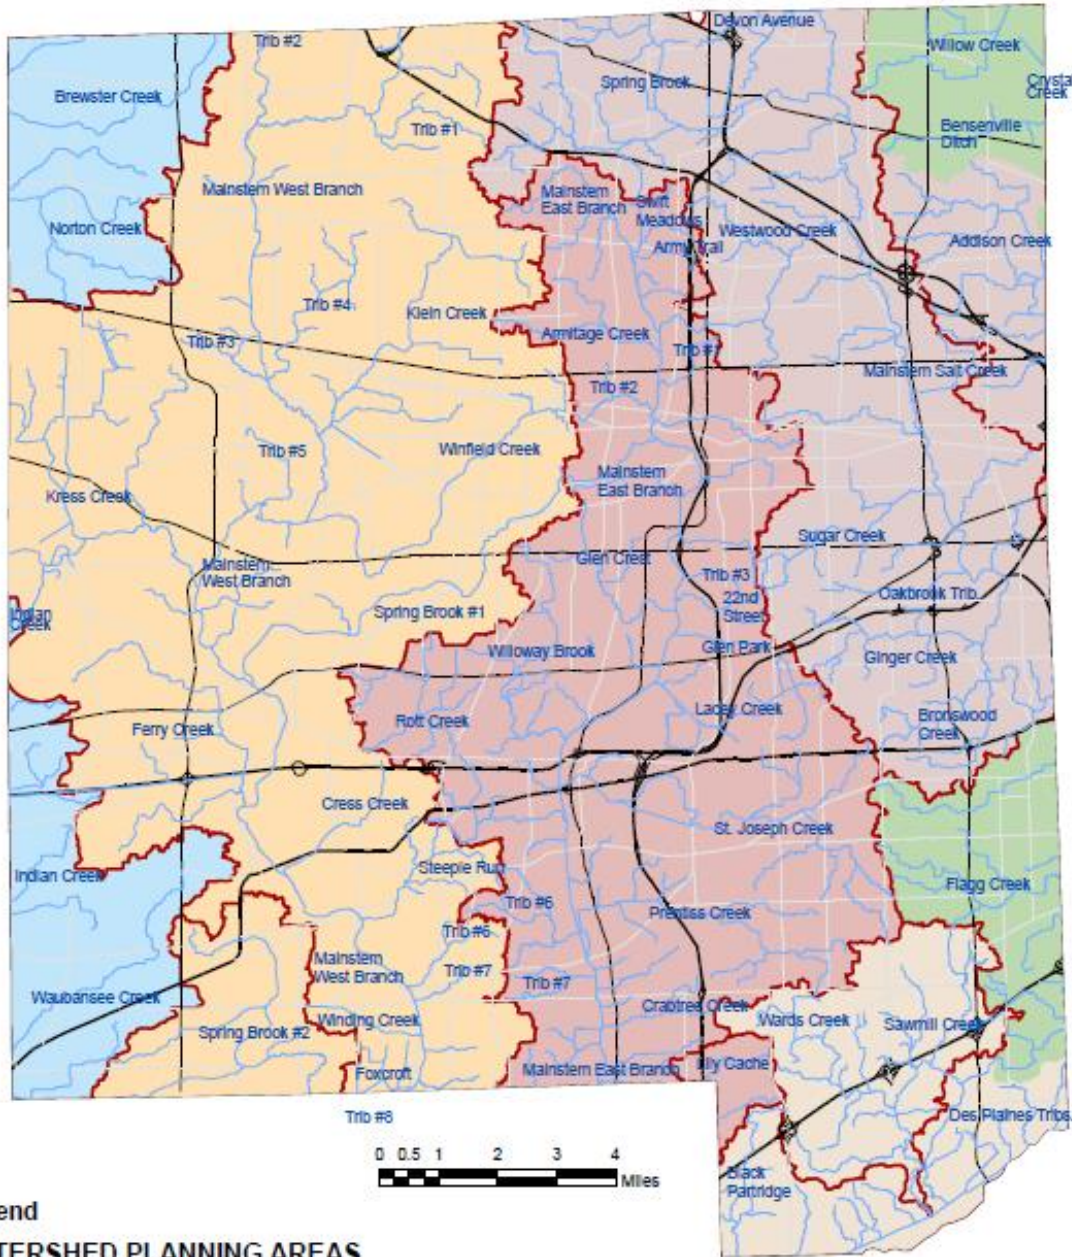 Devon Avenue
Trib #2
Willow Creek
Spring Brook
Brewster Creek
Crysta
Creek
Trib #1
Bensenville
Ditch
Mainstem West Branch
Mainstem
East Branch
Swift
Meadows
Norton Creek
Westwood Creek
Addison Creek
Army Trail
Trib #4
Klein Creek
Armitage Creek
Trib #3
Trib #1
Mainstem Salt Creek
Trib #2
Trib #5
Winfield Creek
Mainstem
East Branch
Kress Creek
Sugar Creek
Glen Crest
Mainstem
West Branch
Trib #3
Oakbrook Trib.
22nd
Street
Indian
Creek
Spring Brook #1
Willoway Brook
Glen Park
Ginger Creek
Rott Creek
Lacey Creek
Bronswood
Creek
Ferry Creek
Cress Creek
St. Joseph Creek
Steeple Run
Indian Creek
Flagg Creek
Trib #6
Prentiss Creek
Trib #6
Mainstem
West Branch
Trib #7
Trib #7
Waubansee Creek
Crabtree Creek
Winding Creek
Wards Creek
Sawmill Creek
Spring Brook #2
Mainstem East Branch
Lily Cache
Foxcroft
Trib #8
Des Plaines Tribs.
0 0.5 1 2 3 4
Miles
Black
Partridge
end
TERSHED PLANNING AREAS